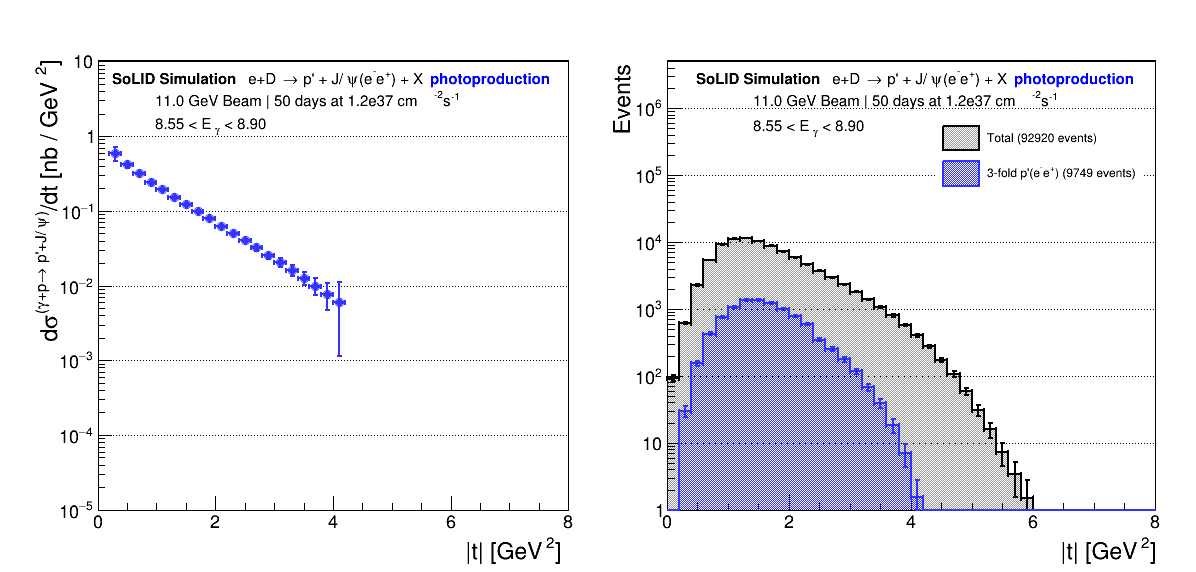 SoLID Simulation e+D → p' + J/ψ(e⁻e⁺) + X photoproduction
11.0 GeV Beam | 50 days at 1.2e37 cm⁻²s⁻¹
8.55 < E_γ < 8.90
dσ^(γ+p→ p'+J/ψ)/dt [nb / GeV²]
10
1
10⁻¹
10⁻²
10⁻³
10⁻⁴
10⁻⁵
0 2 4 6 8
|t| [GeV²]
SoLID Simulation e+D → p' + J/ψ(e⁻e⁺) + X photoproduction
11.0 GeV Beam | 50 days at 1.2e37 cm⁻²s⁻¹
8.55 < E_γ < 8.90
Total (92920 events)
3-fold p'(e⁻e⁺) (9749 events)
Events
10⁶
10⁵
10⁴
10³
10²
10
1
0 2 4 6 8
|t| [GeV²]